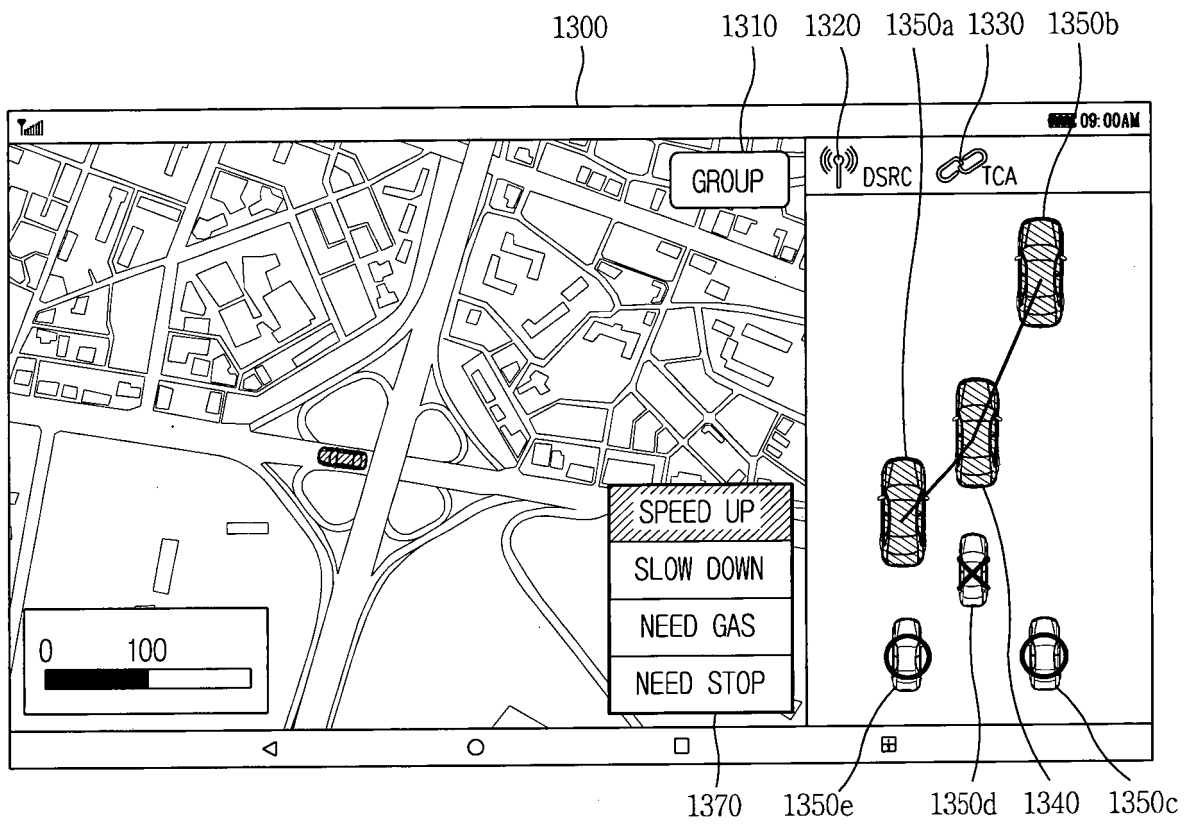 1300 1310 1320 1350a 1330 1350b
09:00AM
GROUP
DSRC TCA
SPEED UP
SLOW DOWN
NEED GAS
NEED STOP
0 100
1370 1350e 1350d 1340 1350c